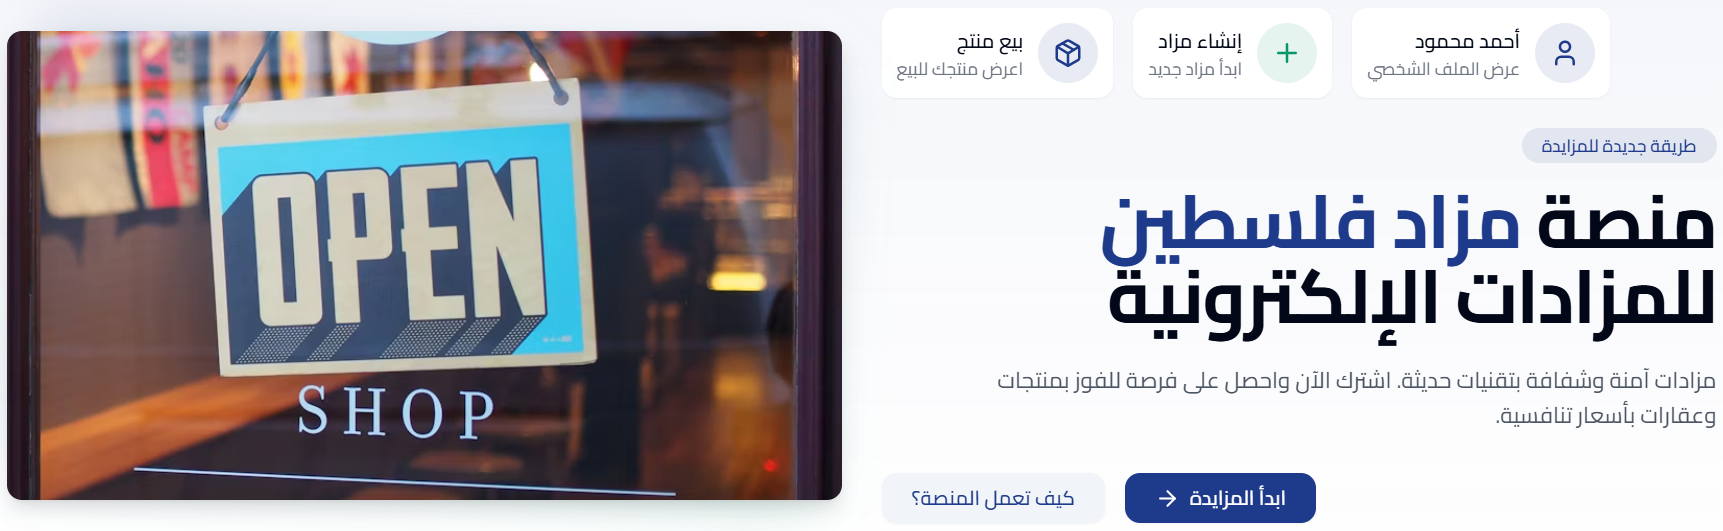 أحمد محمود
عرض الملف الشخصي
إنشاء مزاد
ابدأ مزاد جديد
بيع منتج
اعرض منتجك للبيع
طريقة جديدة للمزايدة
منصة مزاد فلسطين
للمزادات الإلكترونية
مزادات آمنة وشفافة بتقنيات حديثة. اشترك الآن واحصل على فرصة للفوز بمنتجات
وعقارات بأسعار تنافسية.
ابدأ المزايدة
كيف تعمل المنصة؟
OPEN
SHOP